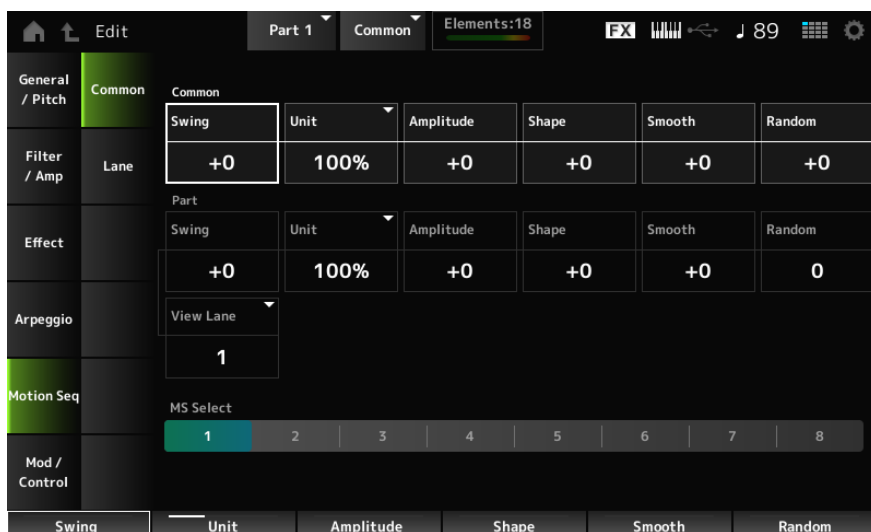 Edit
Part 1
Common
Elements:18
FX
89
General
/ Pitch
Common
Filter
/ Amp
Lane
Effect
Arpeggio
Motion Seq
Mod /
Control
Common
Swing Unit Amplitude Shape Smooth Random
+0 100% +0 +0 +0 +0
Part
Swing Unit Amplitude Shape Smooth Random
+0 100% +0 +0 +0 0
View Lane
1
MS Select
1 2 3 4 5 6 7 8
Swing Unit Amplitude Shape Smooth Random